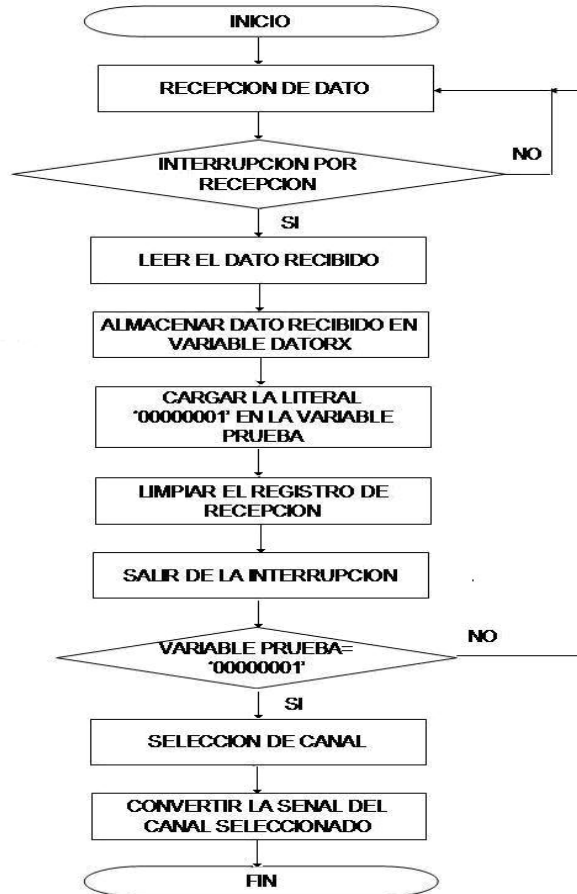 INICIO
RECEPCION DE DATO
INTERRUPCION POR
RECEPCION
NO
SI
LEER EL DATO RECIBIDO
ALMACENAR DATO RECIBIDO EN
VARIABLE DATORX
CARGAR LA LITERAL
'00000001' EN LA VARIABLE
PRUEBA
LIMPIAR EL REGISTRO DE
RECEPCION
SALIR DE LA INTERRUPCION
VARIABLE PRUEBA=
'00000001'
NO
SI
SELECCION DE CANAL
CONVERTIR LA SENAL DEL
CANAL SELECCIONADO
FIN